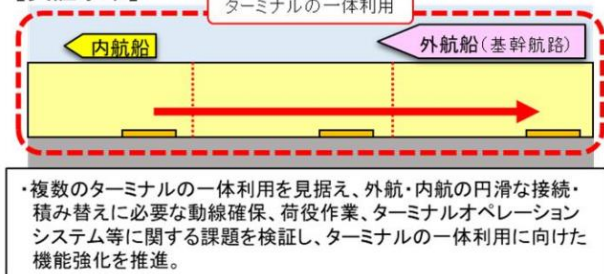 ターミナルの一体利用
内航船
外航船(基幹航路)
・複数のターミナルの一体利用を見据え、外航・内航の円滑な接続・
積み替えに必要な動線確保、荷役作業、ターミナルオペレーション
システム等に関する課題を検証し、ターミナルの一体利用に向けた
機能強化を推進。